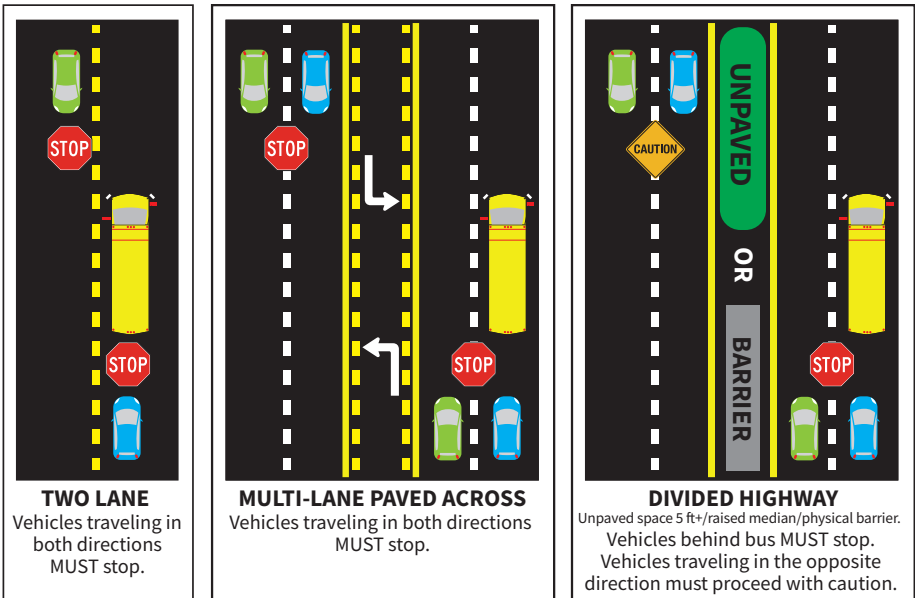 STOP
STOP
TWO LANE
Vehicles traveling in
both directions
MUST stop.
STOP
STOP
MULTI-LANE PAVED ACROSS
Vehicles traveling in both directions
MUST stop.
CAUTION
UNPAVED
OR
BARRIER
STOP
DIVIDED HIGHWAY
Unpaved space 5 ft+/raised median/physical barrier.
Vehicles behind bus MUST stop.
Vehicles traveling in the opposite
direction must proceed with caution.